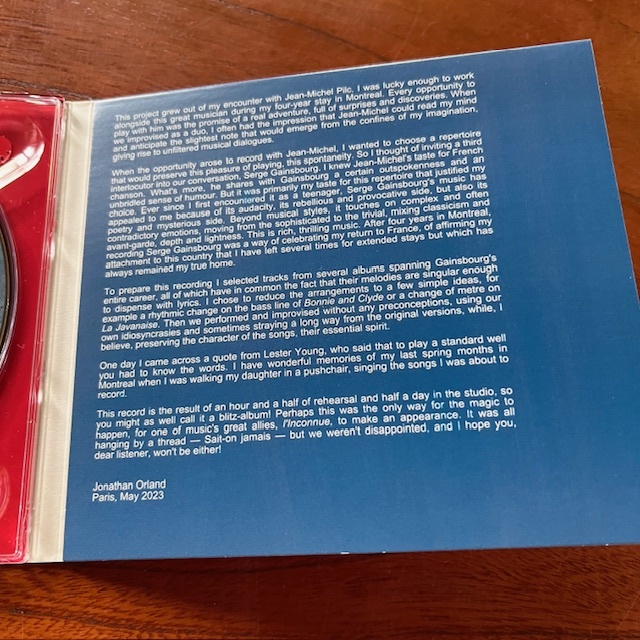 This project grew out of my encounter with Jean-Michel Pilc. I was lucky enough to work
alongside this great musician during my four-year stay in Montreal. Every opportunity to
play with him was the promise of a real adventure, full of surprises and discoveries. When
we improvised as a duo, I often had the impression that Jean-Michel could read my mind
and anticipate the slightest note that would emerge from the confines of my imagination,
giving rise to unfiltered musical dialogues.
When the opportunity arose to record with Jean-Michel, I wanted to choose a repertoire
that would preserve this pleasure of playing, this spontaneity. So I thought of inviting a third
interlocutor into our conversation, Serge Gainsbourg. I knew Jean-Michel's taste for French
chanson. What's more, he shares with Gainsbourg a certain outspokenness and an
unbridled sense of humour. But it was primarily my taste for this repertoire that justified my
choice. Ever since I first encountered it as a teenager, Serge Gainsbourg's music has
appealed to me because of its audacity, its rebellious and provocative side, but also its
poetry and mysterious side. Beyond musical styles, it touches on complex and often
contradictory emotions, moving from the sophisticated to the trivial, mixing classicism and
avant-garde, depth and lightness. This is rich, thrilling music. After four years in Montreal,
recording Serge Gainsbourg was a way of celebrating my return to France, of affirming my
attachment to this country that I have left several times for extended stays but which has
always remained my true home.
To prepare this recording I selected tracks from several albums spanning Gainsbourg's
entire career, all of which have in common the fact that their melodies are singular enough
to dispense with lyrics. I chose to reduce the arrangements to a few simple ideas, for
example a rhythmic change on the bass line of Bonnie and Clyde or a change of metre on
La Javanaise. Then we performed and improvised without any preconceptions, using our
own idiosyncrasies and sometimes straying a long way from the original versions, while, I
believe, preserving the character of the songs, their essential spirit.
One day I came across a quote from Lester Young, who said that to play a standard well
you had to know the words. I have wonderful memories of my last spring months in
Montreal when I was walking my daughter in a pushchair, singing the songs I was about to
record.
This record is the result of an hour and a half of rehearsal and half a day in the studio, so
you might as well call it a blitz-album! Perhaps this was the only way for the magic to
happen, for one of music's great allies, l'Inconnue, to make an appearance. It was all
hanging by a thread — Sait-on jamais — but we weren't disappointed, and I hope you,
dear listener, won't be either!
Jonathan Orland
Paris, May 2023